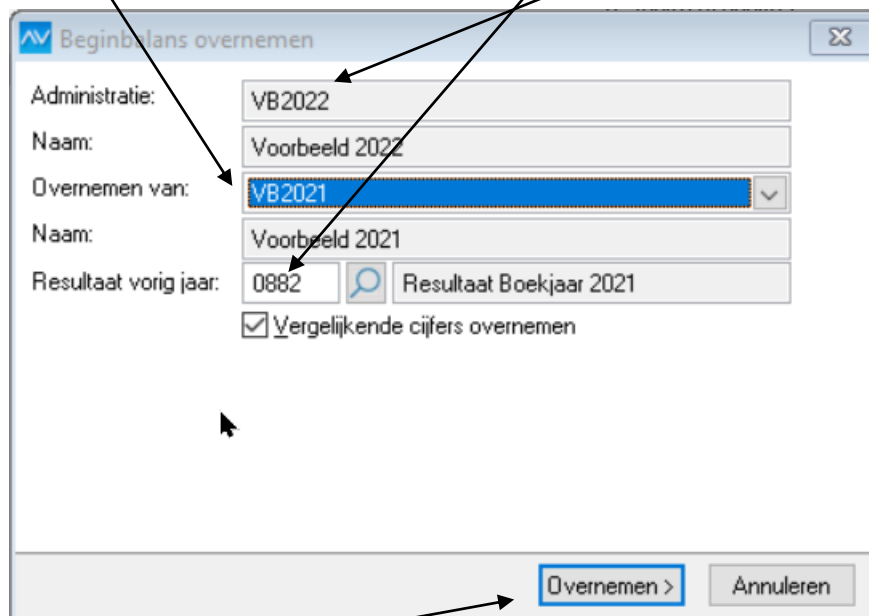 Beginbalans overnemen
Administratie: VB2022
Naam: Voorbeeld 2022
Overnemen van: VB2021
Naam: Voorbeeld 2021
Resultaat vorig jaar: 0882 Resultaat Boekjaar 2021
Vergelijkende cijfers overnemen
Overnemen > Annuleren